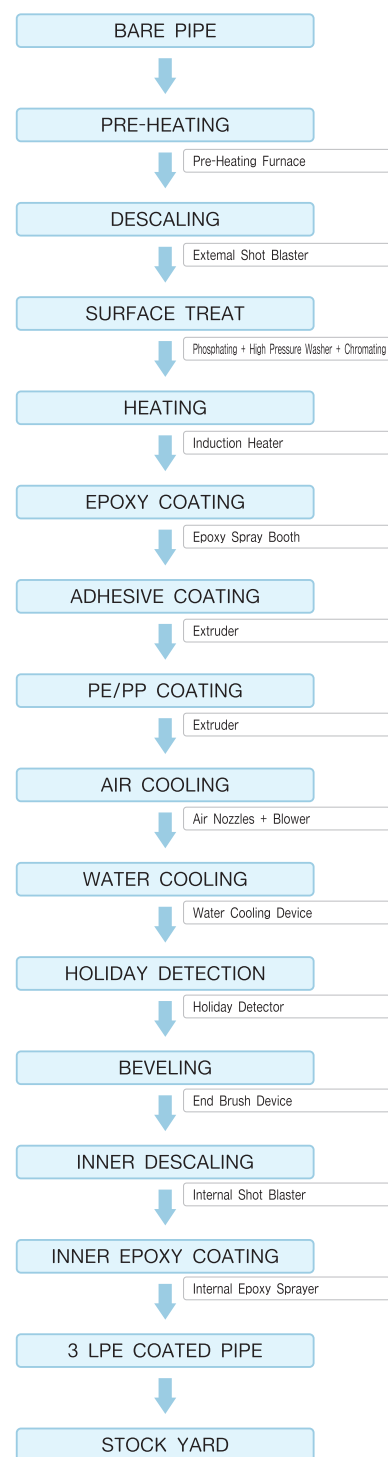 BARE PIPE
PRE-HEATING
Pre-Heating Furnace
DESCALING
External Shot Blaster
SURFACE TREAT
Phosphating + High Pressure Washer + Chromating
HEATING
Induction Heater
EPOXY COATING
Epoxy Spray Booth
ADHESIVE COATING
Extruder
PE/PP COATING
Extruder
AIR COOLING
Air Nozzles + Blower
WATER COOLING
Water Cooling Device
HOLIDAY DETECTION
Holiday Detector
BEVELING
End Brush Device
INNER DESCALING
Internal Shot Blaster
INNER EPOXY COATING
Internal Epoxy Sprayer
3 LPE COATED PIPE
STOCK YARD